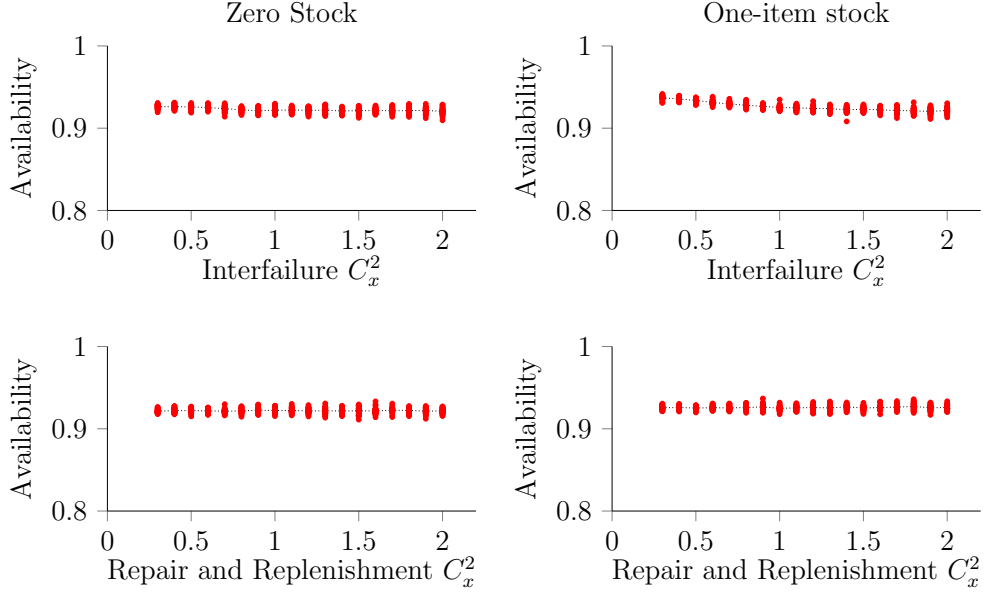 Zero Stock
One-item stock
1
0.9
0.8
Availability
0 0.5 1 1.5 2
Interfailure $C_x^2$
1
0.9
0.8
Availability
0 0.5 1 1.5 2
Interfailure $C_x^2$
1
0.9
0.8
Availability
0 0.5 1 1.5 2
Repair and Replenishment $C_x^2$
1
0.9
0.8
Availability
0 0.5 1 1.5 2
Repair and Replenishment $C_x^2$